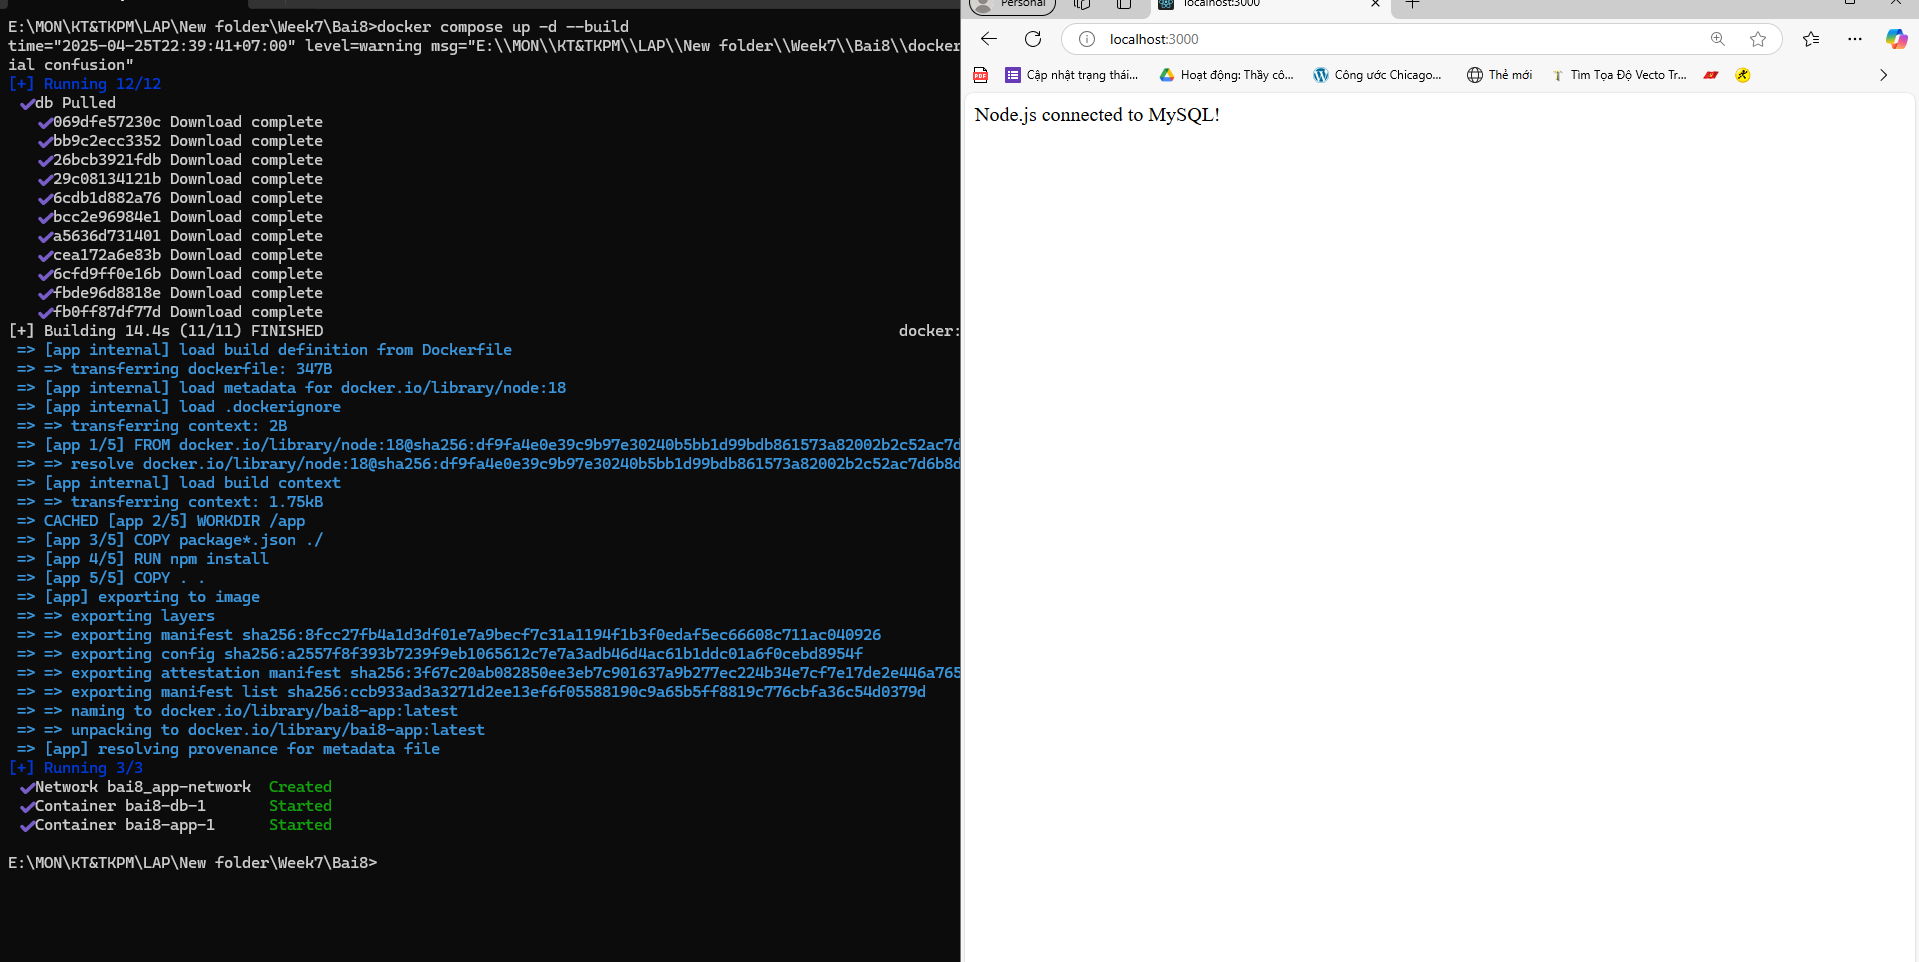 E:\MON\KT&TKPM\LAP\New folder\Week7\Bai8>docker compose up -d --build
time="2025-04-25T22:39:41+07:00" level=warning msg="E:\\MON\\KT&TKPM\\LAP\\New folder\\Week7\\Bai8\\docker
ial confusion"
[+] Running 12/12
✔db Pulled
✔069dfe57230c Download complete
✔bb9c2ecc3352 Download complete
✔26bcb3921fdb Download complete
✔29c08134121b Download complete
✔6cdb1d882a76 Download complete
✔bcc2e96984e1 Download complete
✔a5636d731401 Download complete
✔cea172a6e83b Download complete
✔6cfd9ff0e16b Download complete
✔fbde96d8818e Download complete
✔fb0ff87df77d Download complete
[+] Building 14.4s (11/11) FINISHED docker:
=> [app internal] load build definition from Dockerfile
=> => transferring dockerfile: 347B
=> [app internal] load metadata for docker.io/library/node:18
=> [app internal] load .dockerignore
=> => transferring context: 2B
=> [app 1/5] FROM docker.io/library/node:18@sha256:df9fa4e0e39c9b97e30240b5bb1d99bdb861573a82002b2c52ac7d
=> => resolve docker.io/library/node:18@sha256:df9fa4e0e39c9b97e30240b5bb1d99bdb861573a82002b2c52ac7d6b8d
=> [app internal] load build context
=> => transferring context: 1.75kB
=> CACHED [app 2/5] WORKDIR /app
=> [app 3/5] COPY package*.json ./
=> [app 4/5] RUN npm install
=> [app 5/5] COPY . .
=> [app] exporting to image
=> => exporting layers
=> => exporting manifest sha256:8fcc27fb4a1d3df01e7a9becf7c31a1194f1b3f0edaf5ec66608c711ac040926
=> => exporting config sha256:a2557f8f393b7239f9eb1065612c7e7a3adb46d4ac61b1ddc01a6f0cebd8954f
=> => exporting attestation manifest sha256:3f67c20ab082850ee3eb7c901637a9b277ec224b34e7cf7e17de2e446a765
=> => exporting manifest list sha256:ccb933ad3a3271d2ee13ef6f05588190c9a65b5ff8819c776cbfa36c54d0379d
=> => naming to docker.io/library/bai8-app:latest
=> => unpacking to docker.io/library/bai8-app:latest
=> [app] resolving provenance for metadata file
[+] Running 3/3
✔Network bai8_app-network Created
✔Container bai8-db-1 Started
✔Container bai8-app-1 Started
E:\MON\KT&TKPM\LAP\New folder\Week7\Bai8>
Personal
localhost:3000
localhost:3000
PDF
Cập nhật trạng thái...
Hoạt động: Thầy cô...
Công ước Chicago...
Thẻ mới
Tìm Tọa Độ Vecto Tr...
Node.js connected to MySQL!